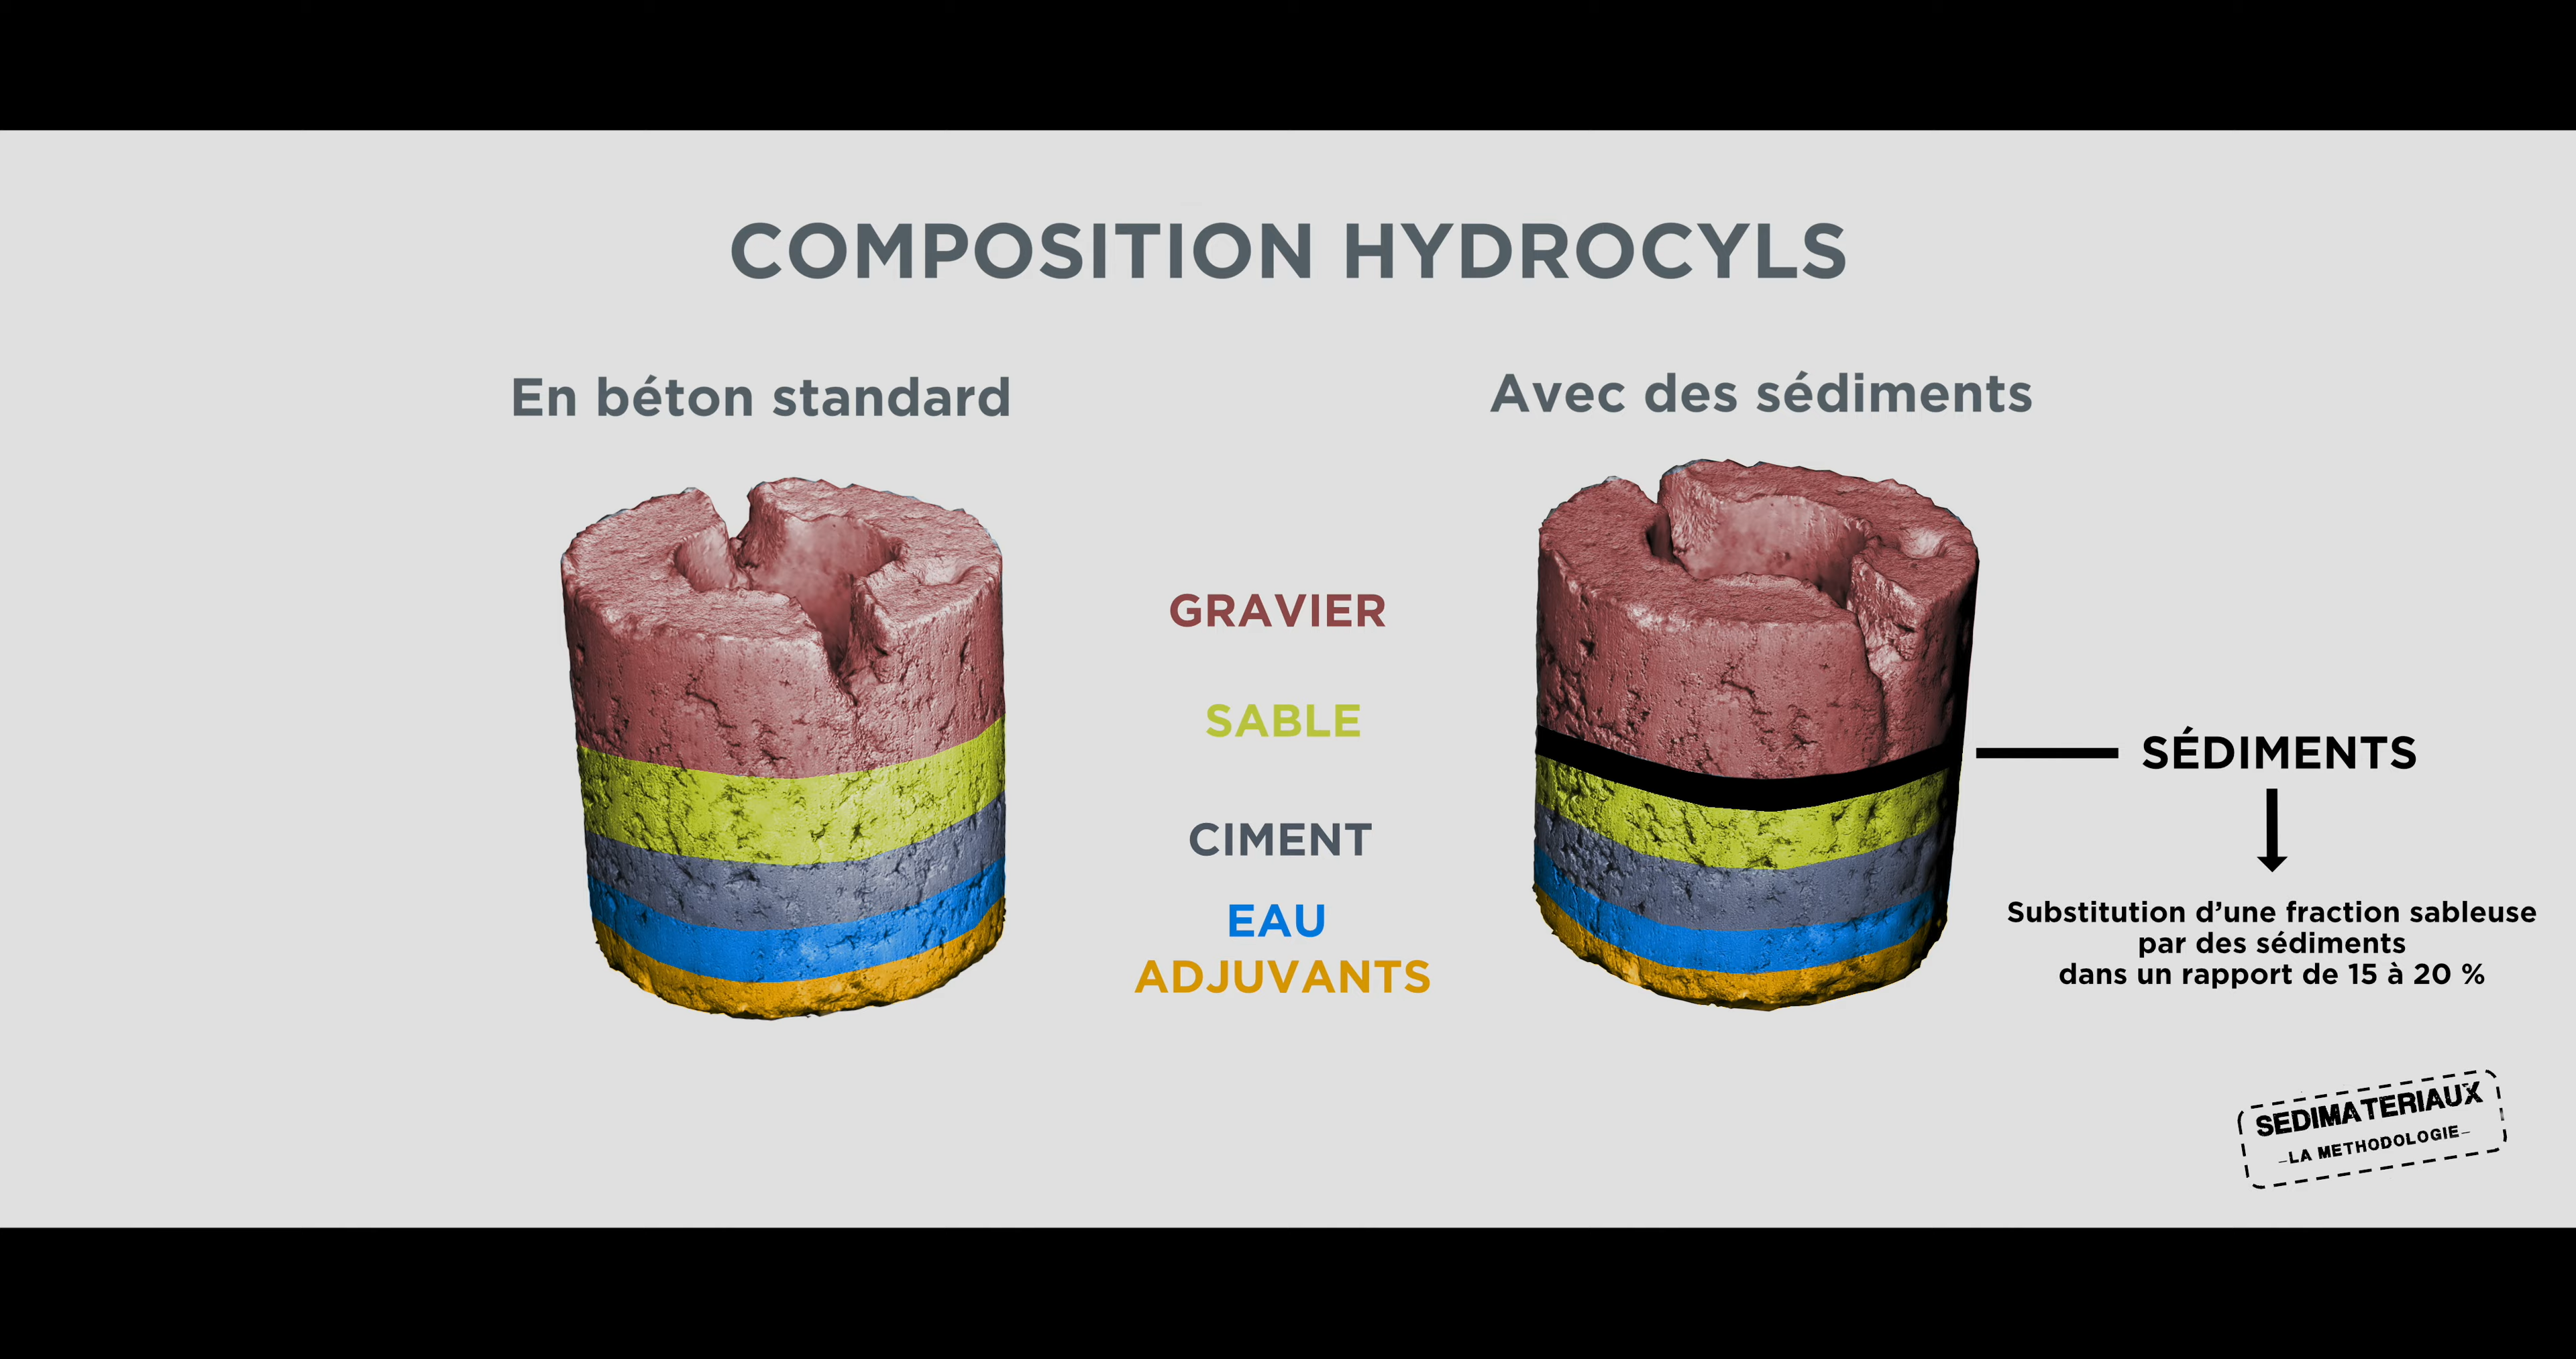 COMPOSITION HYDROCYLS
En béton standard
Avec des sédiments
GRAVIER
SABLE
CIMENT
EAU
ADJUVANTS
SÉDIMENTS
Substitution d’une fraction sableuse
par des sédiments
dans un rapport de 15 à 20 %
SEDIMATERIAUX
–LA METHODOLOGIE–